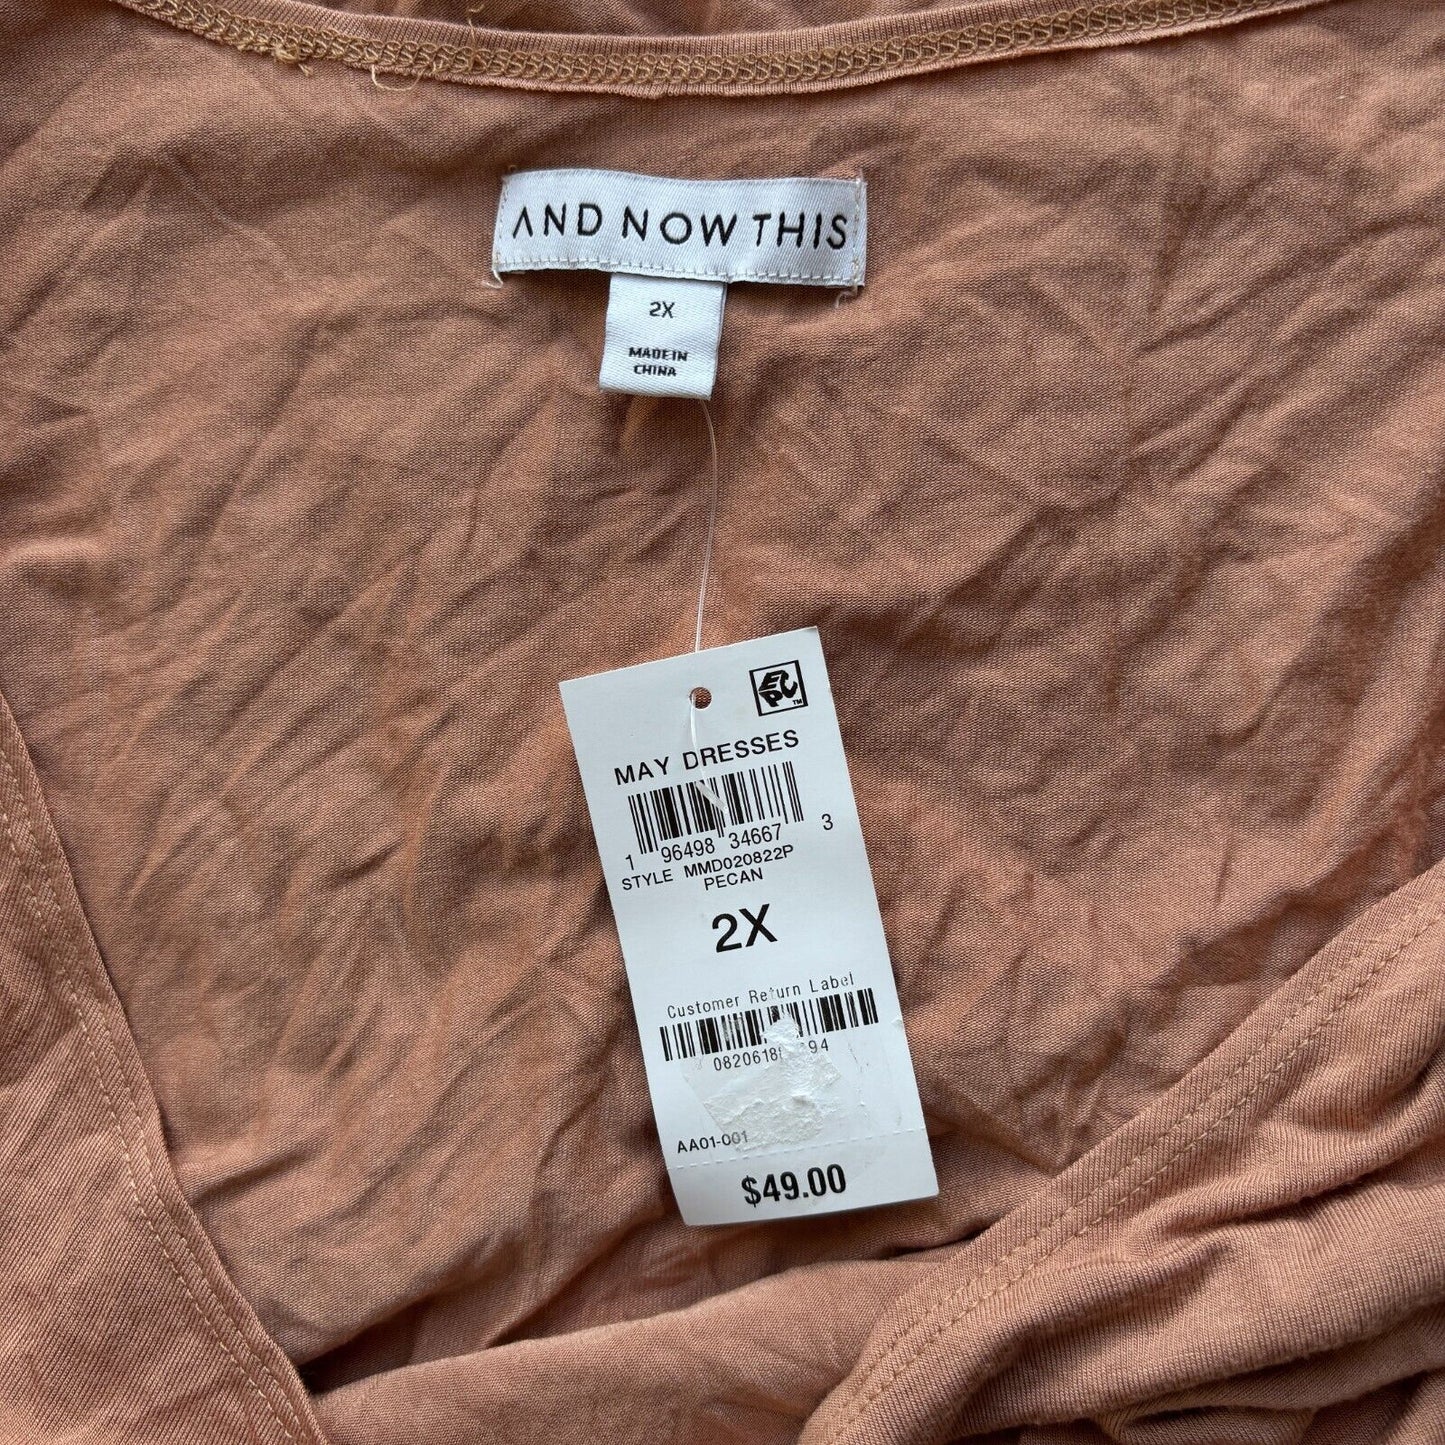 AND NOW THIS
2X
MADE IN
CHINA
EPC™
MAY DRESSES
1 96498 34667 3
STYLE MMD020822P
PECAN
2X
Customer Return Label
AA01-001
$49.00